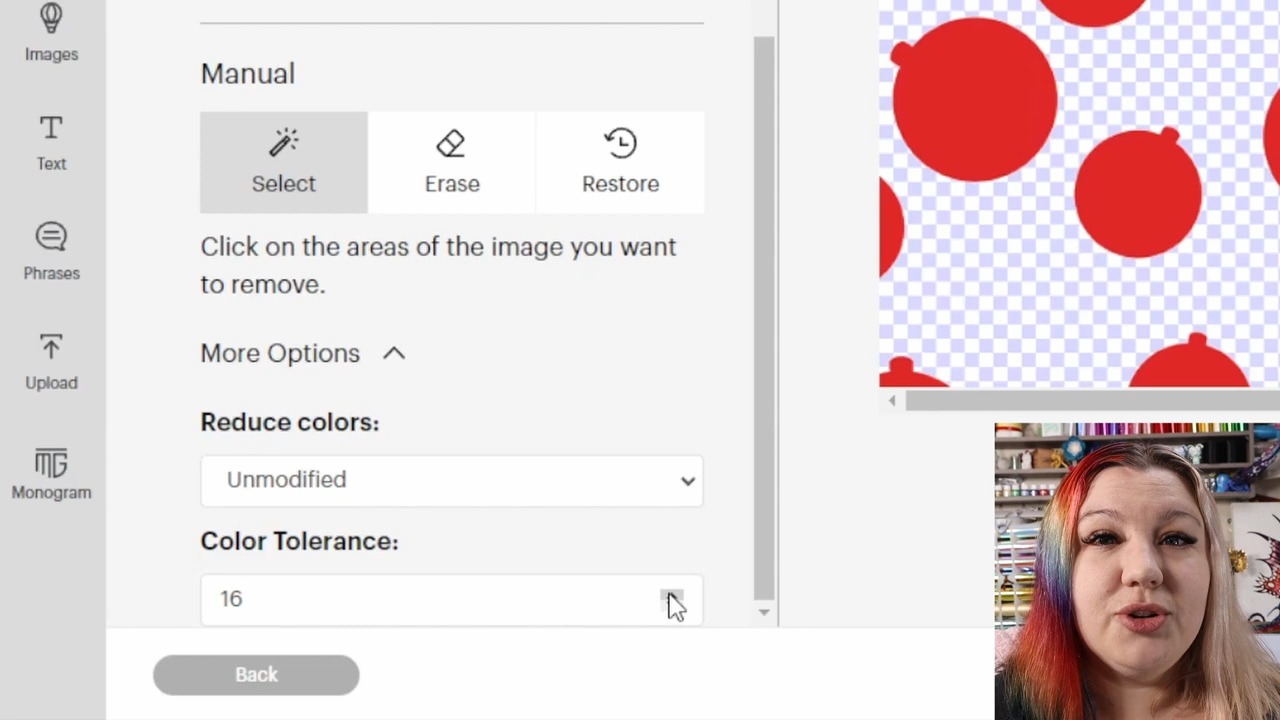 Images
Text
Phrases
Upload
Monogram
Manual
Select
Erase
Restore
Click on the areas of the image you want
to remove.
More Options
Reduce colors:
Unmodified
Color Tolerance:
16
Back